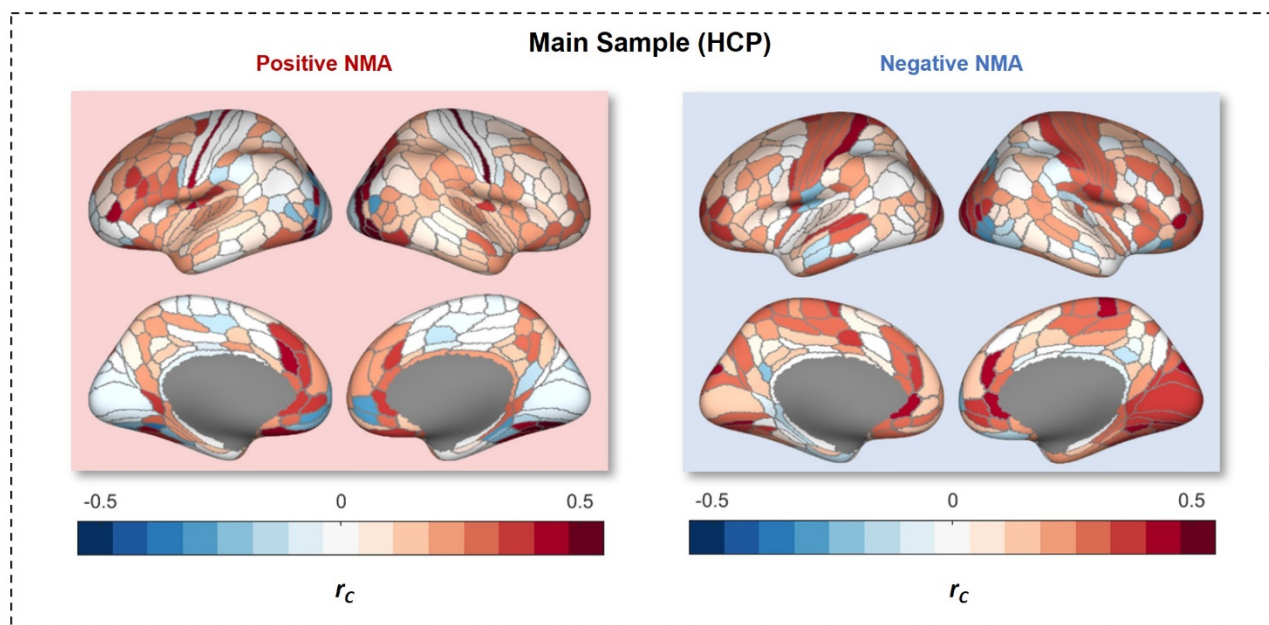 Main Sample (HCP)
Positive NMA
Negative NMA
-0.5 0 0.5
-0.5 0 0.5
r_C
r_C